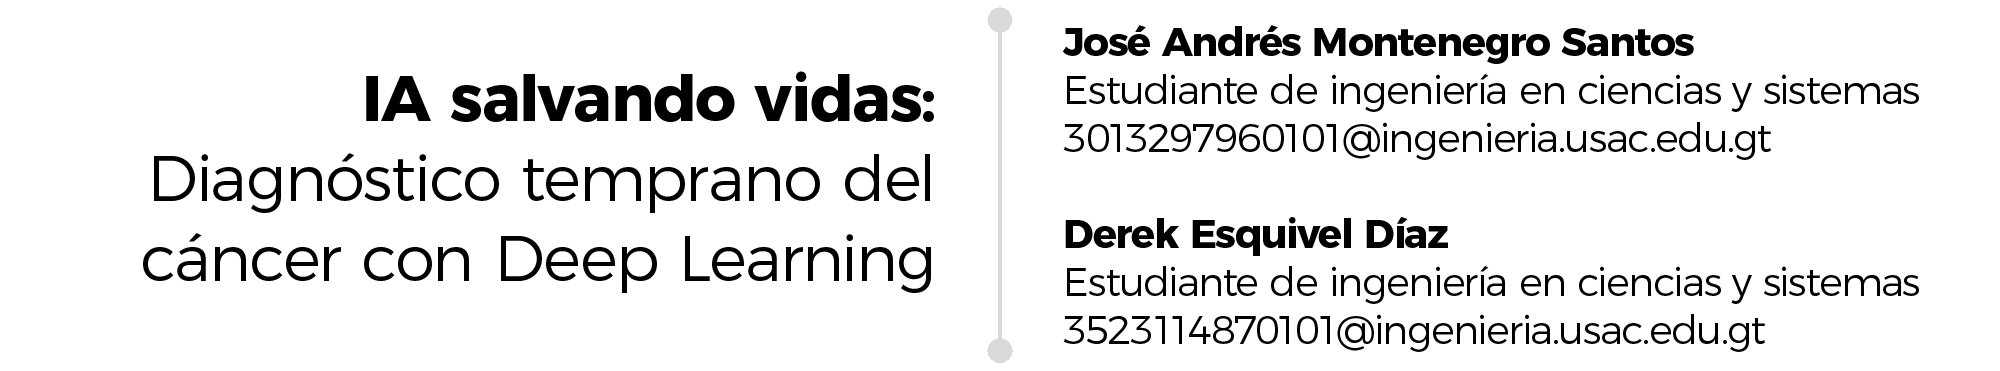 IA salvando vidas:
Diagnóstico temprano del
cáncer con Deep Learning
José Andrés Montenegro Santos
Estudiante de ingeniería en ciencias y sistemas
3013297960101@ingenieria.usac.edu.gt
Derek Esquivel Díaz
Estudiante de ingeniería en ciencias y sistemas
3523114870101@ingenieria.usac.edu.gt